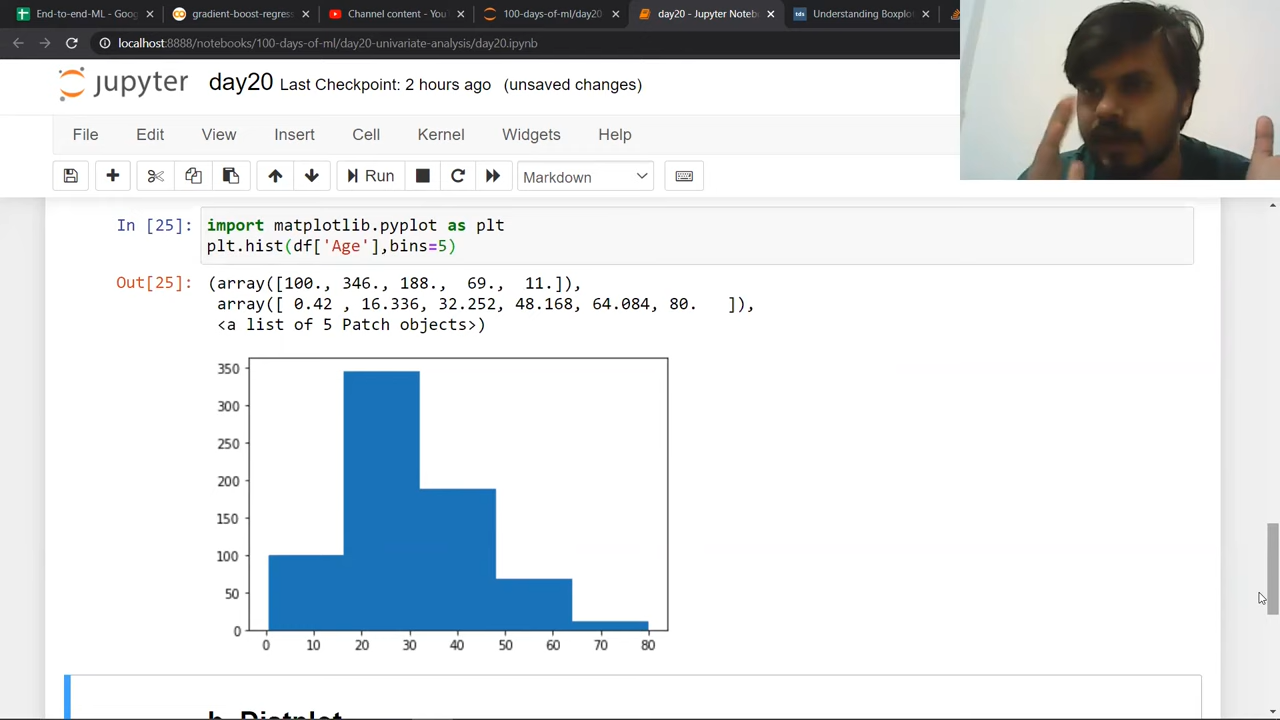 End-to-end-ML - Goog
gradient-boost-regres
Channel content - You
100-days-of-ml/day20
day20 - Jupyter Noteb
Understanding Boxplo
localhost:8888/notebooks/100-days-of-ml/day20-univariate-analysis/day20.ipynb
jupyter day20 Last Checkpoint: 2 hours ago (unsaved changes)
File Edit View Insert Cell Kernel Widgets Help
Run Markdown
In [25]: import matplotlib.pyplot as plt
plt.hist(df['Age'],bins=5)
Out[25]: (array([100., 346., 188., 69., 11.]),
array([ 0.42 , 16.336, 32.252, 48.168, 64.084, 80. ]),
<a list of 5 Patch objects>)
350
300
250
200
150
100
50
0
0 10 20 30 40 50 60 70 80
b. Distplot